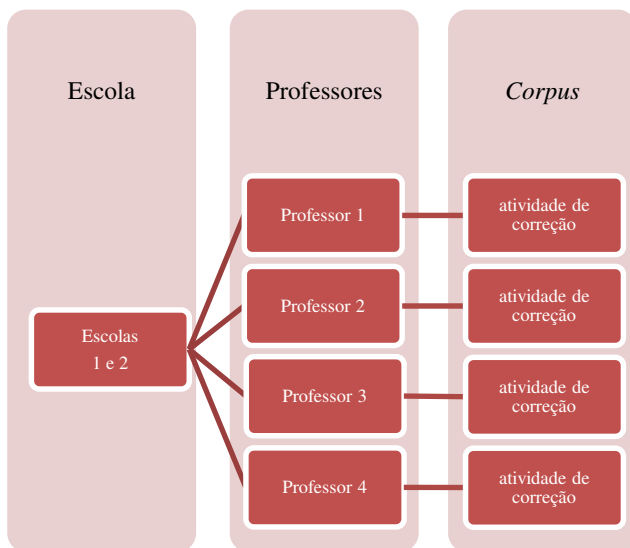 Escola
Professores
Corpus
Escolas
1 e 2
Professor 1
atividade de
correção
Professor 2
atividade de
correção
Professor 3
atividade de
correção
Professor 4
atividade de
correção